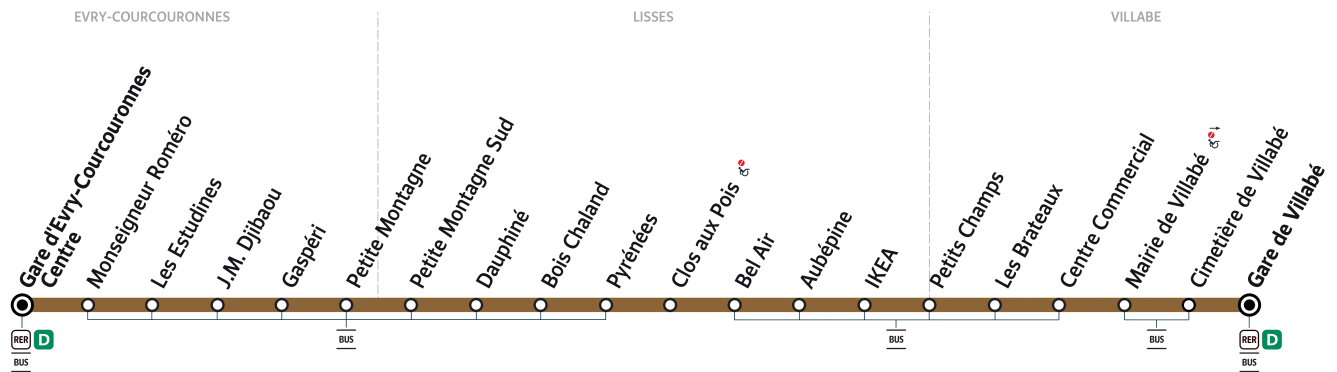 EVRY-COURCOURONNES
LISSES
VILLABE
Gare d'Evry-Courcouronnes
Centre
Monseigneur Roméro
Les Estudines
J.M. Djibaou
Gaspéri
Petite Montagne
Petite Montagne Sud
Dauphiné
Bois Chaland
Pyrénées
Clos aux Pois
Bel Air
Aubépine
IKEA
Petits Champs
Les Brateaux
Centre Commercial
Mairie de Villabé
Cimetière de Villabé
Gare de Villabé
RER D
BUS
BUS
BUS
BUS
RER D
BUS